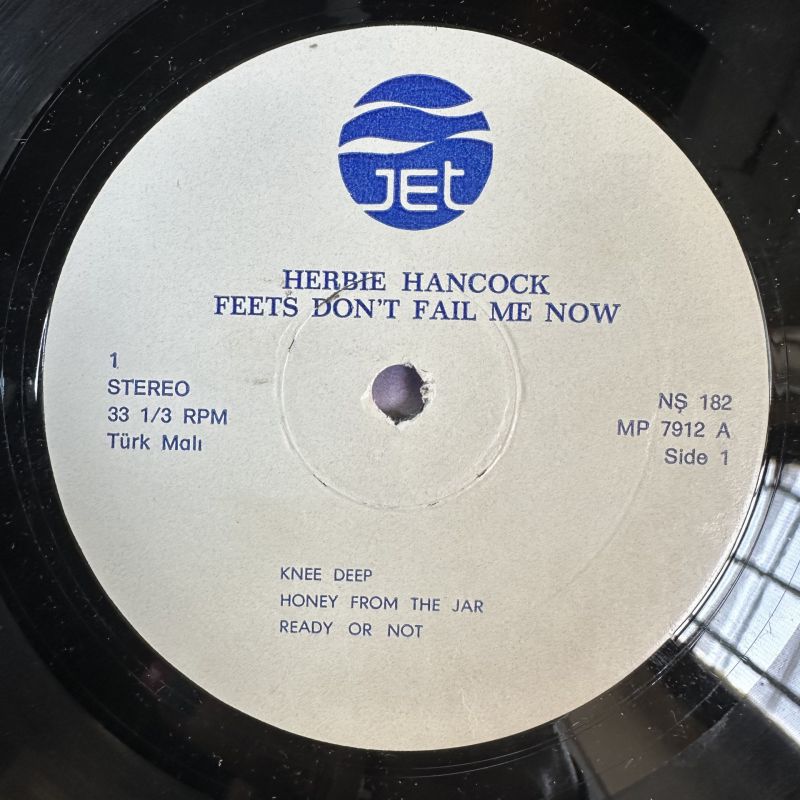 JEt
HERBIE HANCOCK
FEETS DON'T FAIL ME NOW
1
STEREO
33 1/3 RPM
Türk Malı
NŞ 182
MP 7912 A
Side 1
KNEE DEEP
HONEY FROM THE JAR
READY OR NOT